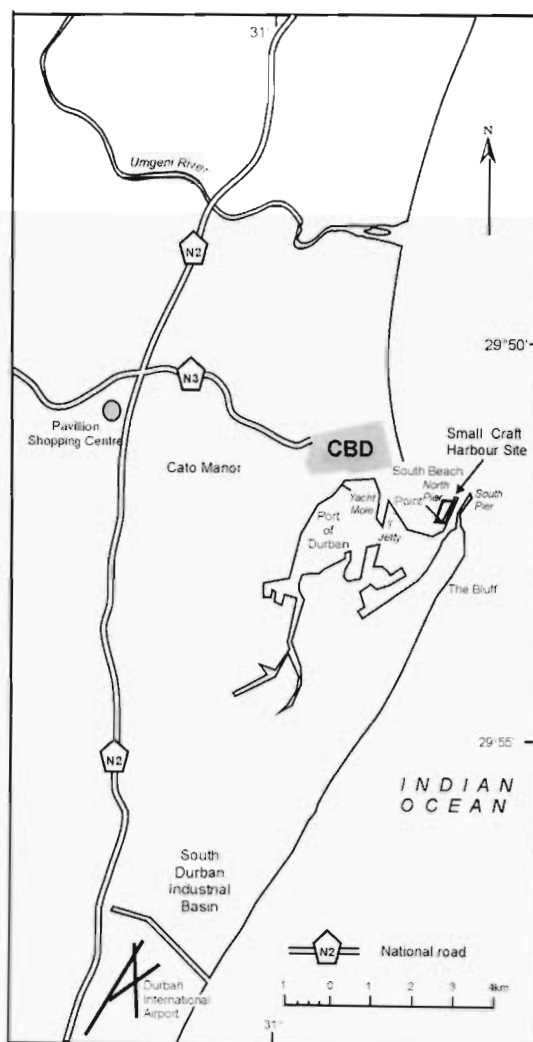 31°
Umgeni River
N
N2
29°50'
N3
Pavillion
Shopping Centre
CBD
Cato Manor
Small Craft
Harbour Site
South Beach
North
Pier
South
Pier
Point
Yacht
Mole
T
Jetty
Port
of
Durban
The Bluff
29°55'
N2
INDIAN
OCEAN
South
Durban
Industrial
Basin
N2
National road
Durban
International
Airport
1 0 1 2 3 4km
31°